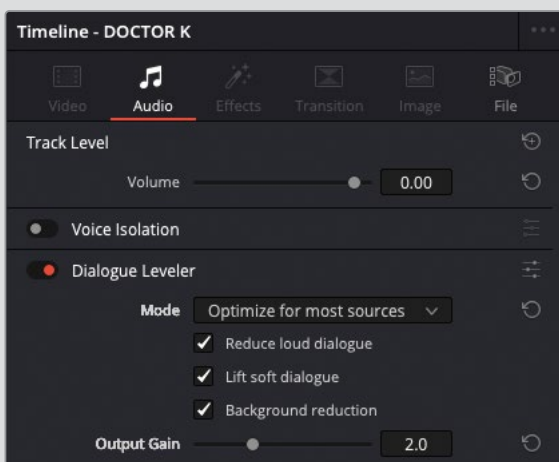 Timeline - DOCTOR K
Video Audio Effects Transition Image File
Track Level
Volume 0.00
Voice Isolation
Dialogue Leveler
Mode Optimize for most sources
Reduce loud dialogue
Lift soft dialogue
Background reduction
Output Gain 2.0